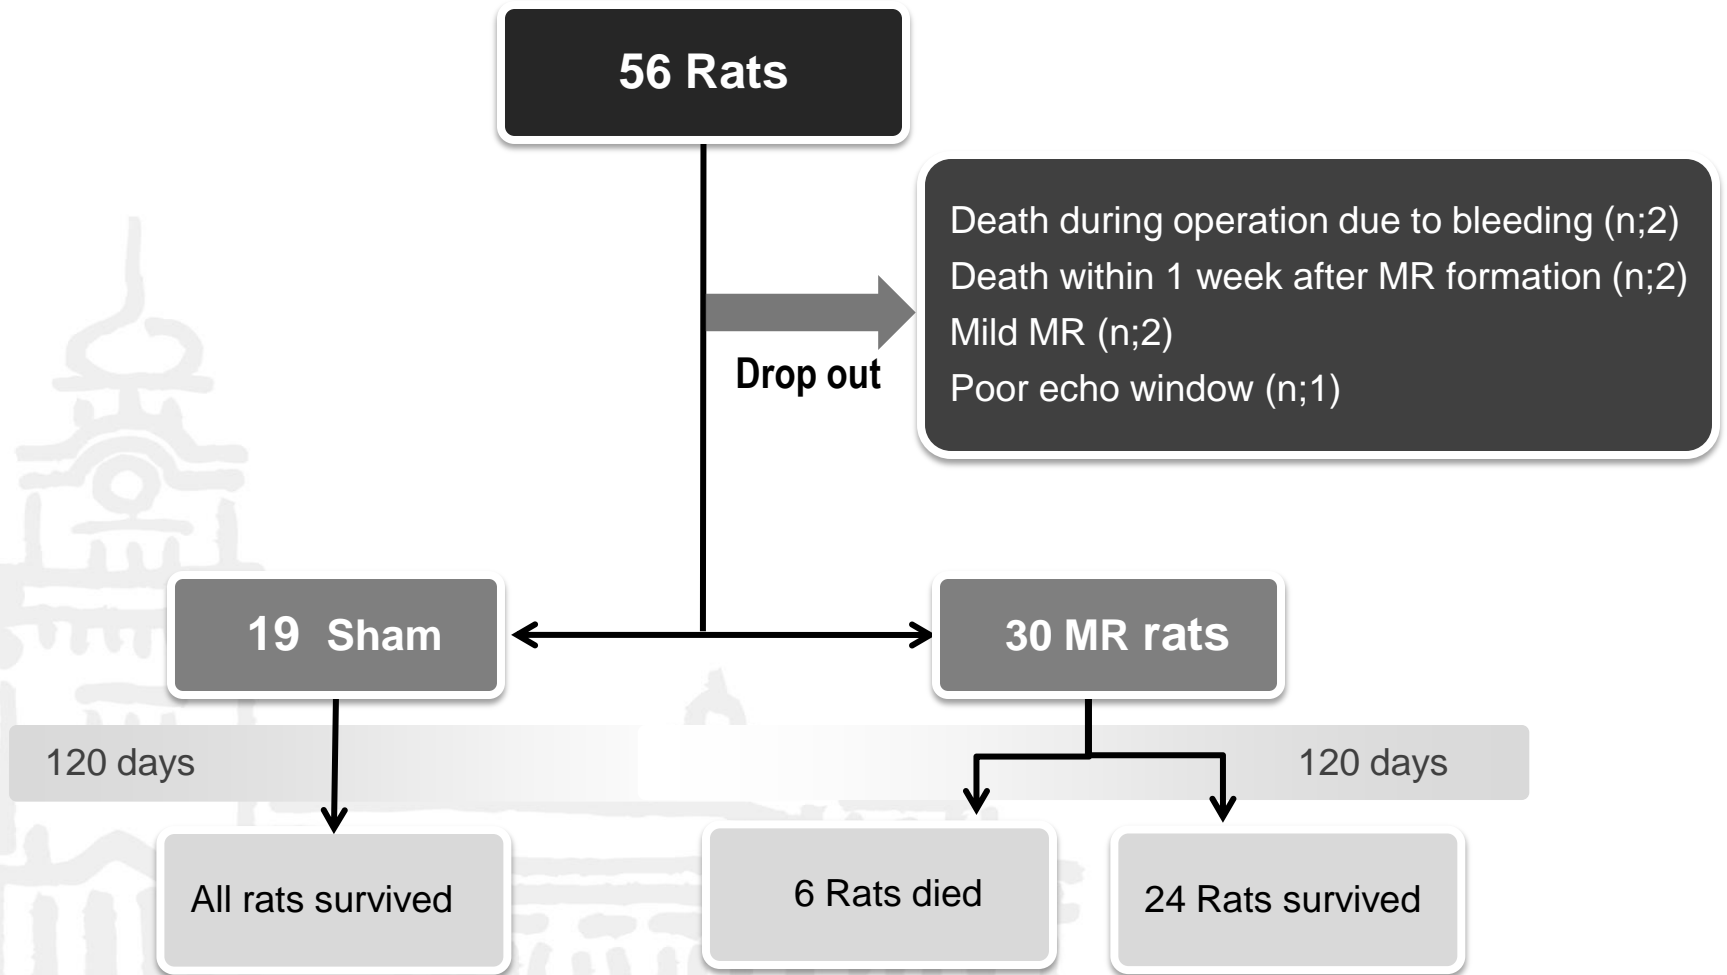 56 Rats
Death during operation due to bleeding (n;2)
Death within 1 week after MR formation (n;2)
Mild MR (n;2)
Poor echo window (n;1)
Drop out
19 Sham
30 MR rats
120 days
120 days
All rats survived
6 Rats died
24 Rats survived